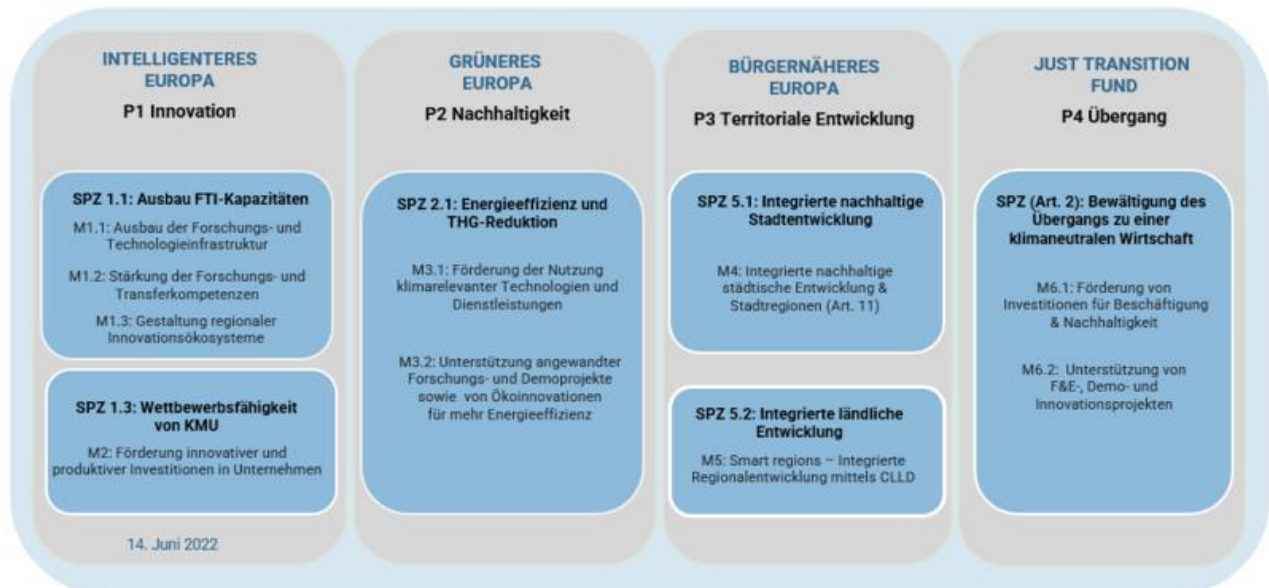 INTELLIGENTERES
EUROPA
P1 Innovation
SPZ 1.1: Ausbau FTI-Kapazitäten
M1.1: Ausbau der Forschungs- und
Technologieinfrastruktur
M1.2: Stärkung der Forschungs- und
Transferkompetenzen
M1.3: Gestaltung regionaler
Innovationsökosysteme
SPZ 1.3: Wettbewerbsfähigkeit
von KMU
M2: Förderung innovativer und
produktiver Investitionen in Unternehmen
14. Juni 2022
GRÜNERES
EUROPA
P2 Nachhaltigkeit
SPZ 2.1: Energieeffizienz und
THG-Reduktion
M3.1: Förderung der Nutzung
klimarelevanter Technologien und
Dienstleistungen
M3.2: Unterstützung angewandter
Forschungs- und Demoprojekte
sowie von Ökoinnovationen
für mehr Energieeffizienz
BÜRGERNÄHERES
EUROPA
P3 Territoriale Entwicklung
SPZ 5.1: Integrierte nachhaltige
Stadtentwicklung
M4: Integrierte nachhaltige
städtische Entwicklung &
Stadtregionen (Art. 11)
SPZ 5.2: Integrierte ländliche
Entwicklung
M5: Smart regions – Integrierte
Regionalentwicklung mittels CLLD
JUST TRANSITION
FUND
P4 Übergang
SPZ (Art. 2): Bewältigung des
Übergangs zu einer
klimaneutralen Wirtschaft
M6.1: Förderung von
Investitionen für Beschäftigung
& Nachhaltigkeit
M6.2: Unterstützung von
F&E-, Demo- und
Innovationsprojekten